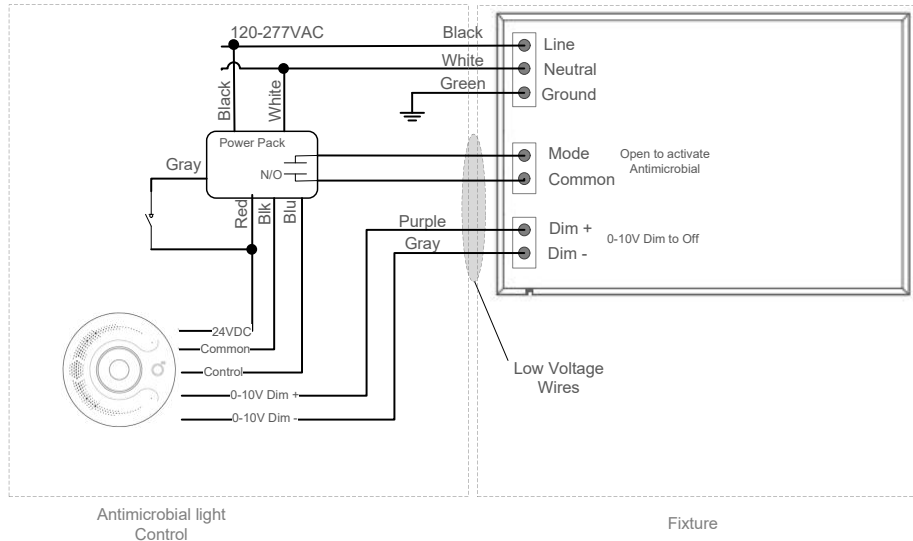 120-277VAC
Black
White
Green
Line
Neutral
Ground
Black
White
Power Pack
N/O
Gray
Red
Blk
Blu
Mode
Common
Open to activate
Antimicrobial
Purple
Gray
Dim +
Dim -
0-10V Dim to Off
24VDC
Common
Control
0-10V Dim +
0-10V Dim -
Low Voltage
Wires
Antimicrobial light
Control
Fixture